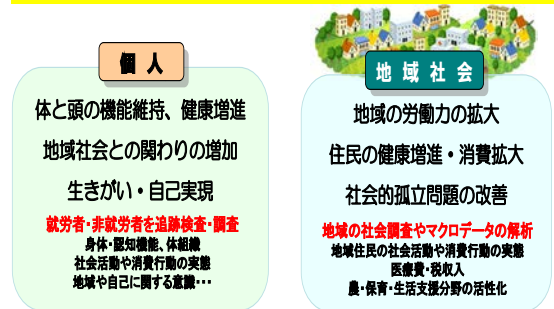 個 人
体と頭の機能維持、健康増進
地域社会との関わりの増加
生きがい・自己実現
就労者・非就労者を追跡検査・調査
身体・認知機能、体組織
社会活動や消費行動の実態
地域や自己に関する意識・・・
地 域 社 会
地域の労働力の拡大
住民の健康増進・消費拡大
社会的孤立問題の改善
地域の社会調査やマクロデータの解析
地域住民の社会活動や消費行動の実態
医療費・税収入
農・保育・生活支援分野の活性化